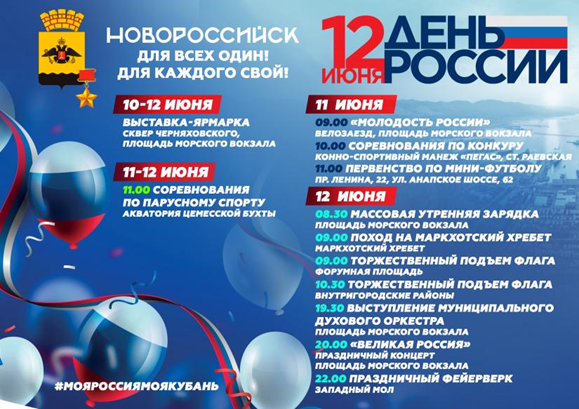 НОВОРОССИЙСК
ДЛЯ ВСЕХ ОДИН!
ДЛЯ КАЖДОГО СВОЙ!
12
ИЮНЯ
ДЕНЬ
РОССИИ
10-12 ИЮНЯ
ВЫСТАВКА-ЯРМАРКА
СКВЕР ЧЕРНЯХОВСКОГО,
ПЛОЩАДЬ МОРСКОГО ВОКЗАЛА
11-12 ИЮНЯ
11.00 СОРЕВНОВАНИЯ
ПО ПАРУСНОМУ СПОРТУ
АКВАТОРИЯ ЦЕМЕССКОЙ БУХТЫ
#МОЯРОССИЯМОЯКУБАНЬ
11 ИЮНЯ
09.00 «МОЛОДОСТЬ РОССИИ»
ВЕЛОЗАЕЗД, ПЛОЩАДЬ МОРСКОГО ВОКЗАЛА
10.00 СОРЕВНОВАНИЯ ПО КОНКУРУ
КОННО-СПОРТИВНЫЙ МАНЕЖ «ПЕГАС», СТ. РАЕВСКАЯ
11.00 ПЕРВЕНСТВО ПО МИНИ-ФУТБОЛУ
ПР. ЛЕНИНА, 22, УЛ. АНАПСКОЕ ШОССЕ, 62
12 ИЮНЯ
08.30 МАССОВАЯ УТРЕННЯЯ ЗАРЯДКА
ПЛОЩАДЬ МОРСКОГО ВОКЗАЛА
09.00 ПОХОД НА МАРКХОТСКИЙ ХРЕБЕТ
МАРКХОТСКИЙ ХРЕБЕТ
09.00 ТОРЖЕСТВЕННЫЙ ПОДЪЕМ ФЛАГА
ФОРУМНАЯ ПЛОЩАДЬ
10.30 ТОРЖЕСТВЕННЫЙ ПОДЪЕМ ФЛАГА
ВНУТРИГОРОДСКИЕ РАЙОНЫ
19.30 ВЫСТУПЛЕНИЕ МУНИЦИПАЛЬНОГО
ДУХОВОГО ОРКЕСТРА
ПЛОЩАДЬ МОРСКОГО ВОКЗАЛА
20.00 «ВЕЛИКАЯ РОССИЯ»
ПРАЗДНИЧНЫЙ КОНЦЕРТ
ПЛОЩАДЬ МОРСКОГО ВОКЗАЛА
22.00 ПРАЗДНИЧНЫЙ ФЕЙЕРВЕРК
ЗАПАДНЫЙ МОЛ